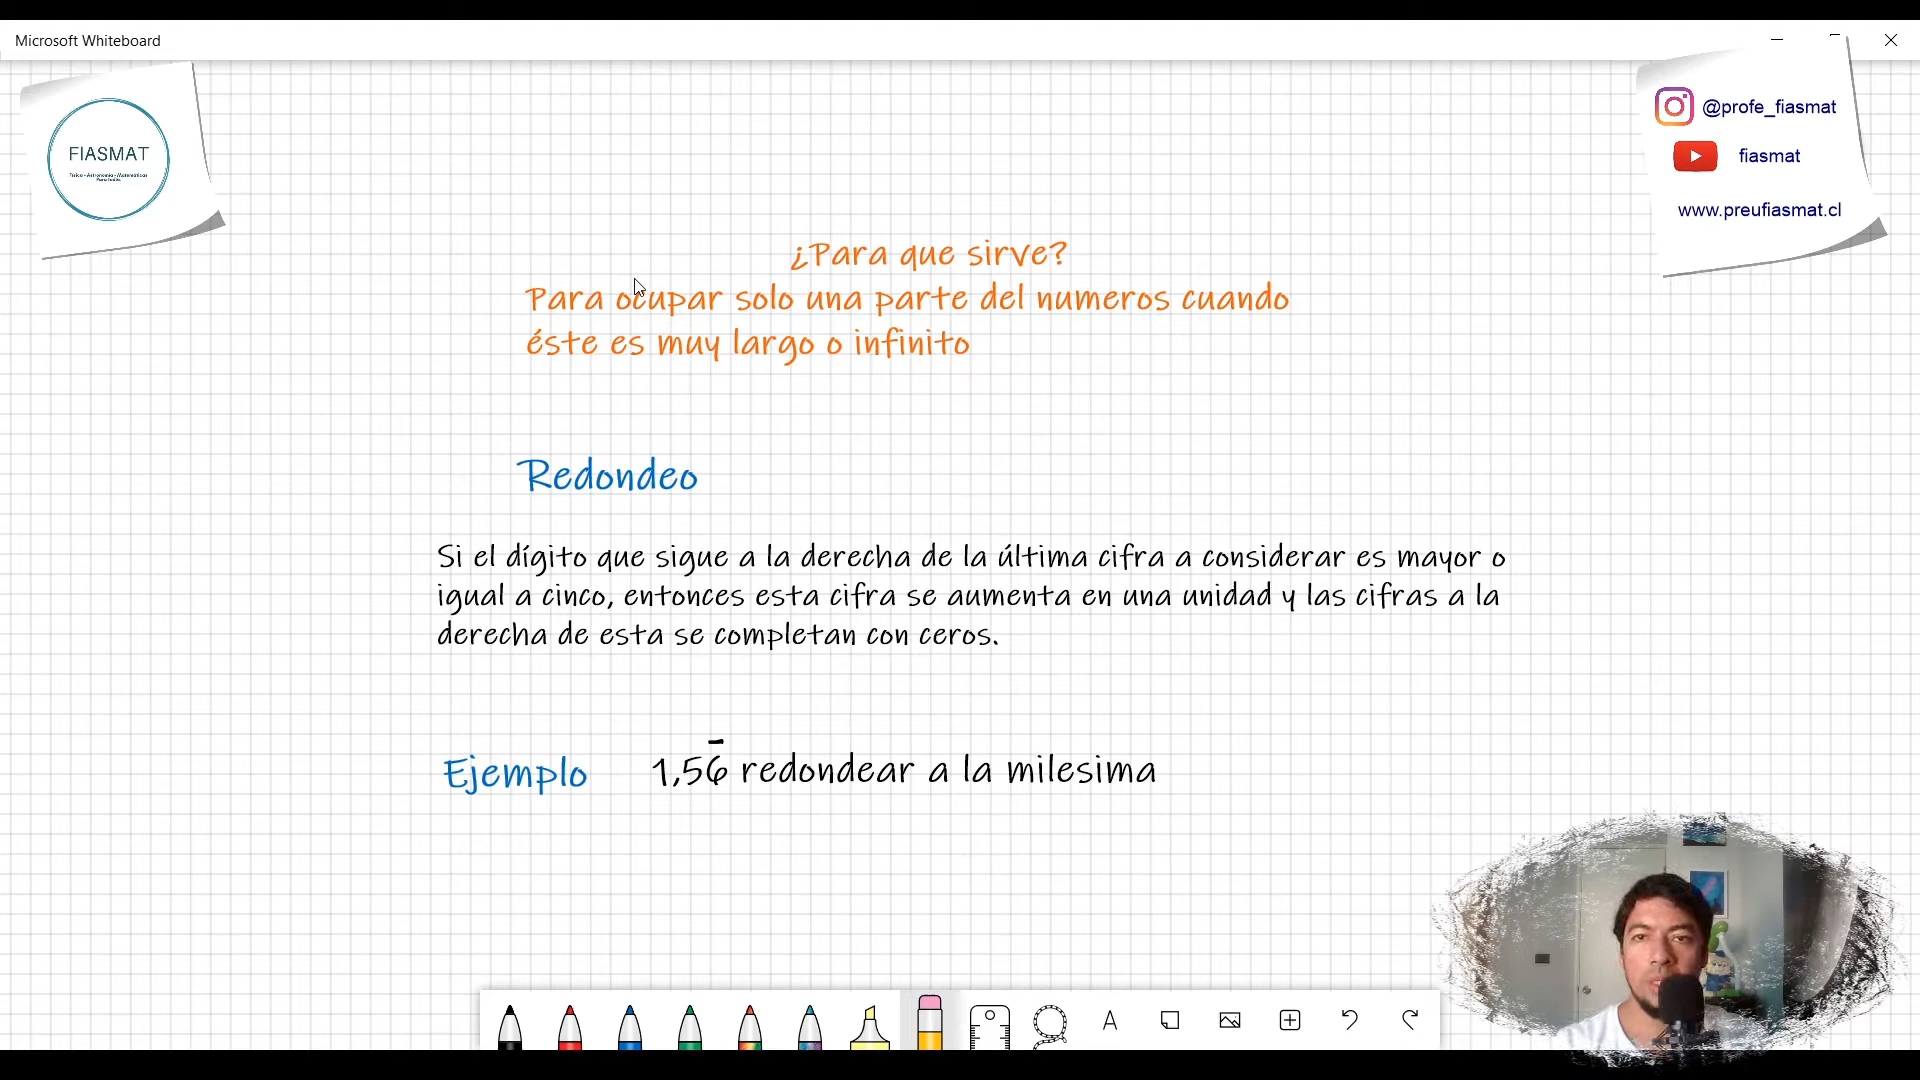 Microsoft Whiteboard
FIASMAT
@profe_fiasmat
fiasmat
www.preufiasmat.cl
¿Para que sirve?
Para ocupar solo una parte del numeros cuando
éste es muy largo o infinito
Redondeo
Si el dígito que sigue a la derecha de la última cifra a considerar es mayor o
igual a cinco, entonces esta cifra se aumenta en una unidad y las cifras a la
derecha de esta se completan con ceros.
Ejemplo 1,56̅ redondear a la milesima